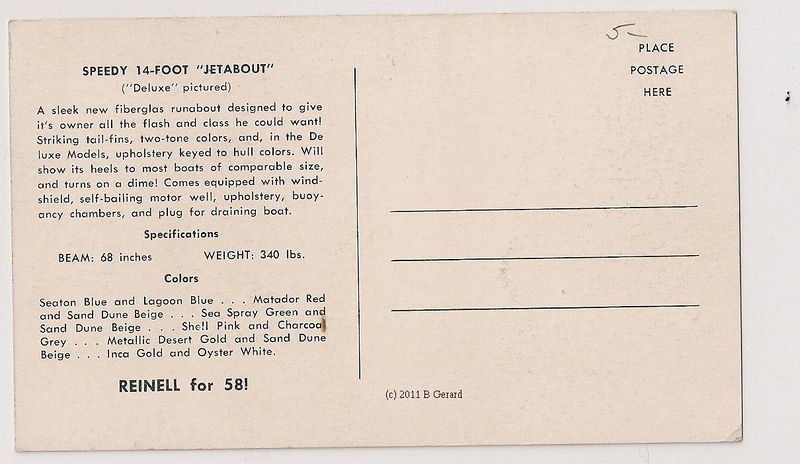 5-
PLACE
POSTAGE
HERE
SPEEDY 14-FOOT "JETABOUT"
("Deluxe" pictured)
A sleek new fiberglas runabout designed to give
it's owner all the flash and class he could want!
Striking tail-fins, two-tone colors, and, in the De
luxe Models, upholstery keyed to hull colors. Will
show its heels to most boats of comparable size,
and turns on a dime! Comes equipped with wind-
shield, self-bailing motor well, upholstery, buoy-
ancy chambers, and plug for draining boat.
Specifications
BEAM: 68 inches WEIGHT: 340 lbs.
Colors
Seaton Blue and Lagoon Blue . . . Matador Red
and Sand Dune Beige . . . Sea Spray Green and
Sand Dune Beige . . . Shell Pink and Charcoal
Grey . . . Metallic Desert Gold and Sand Dune
Beige . . . Inca Gold and Oyster White.
REINELL for 58!
(c) 2011 B Gerard